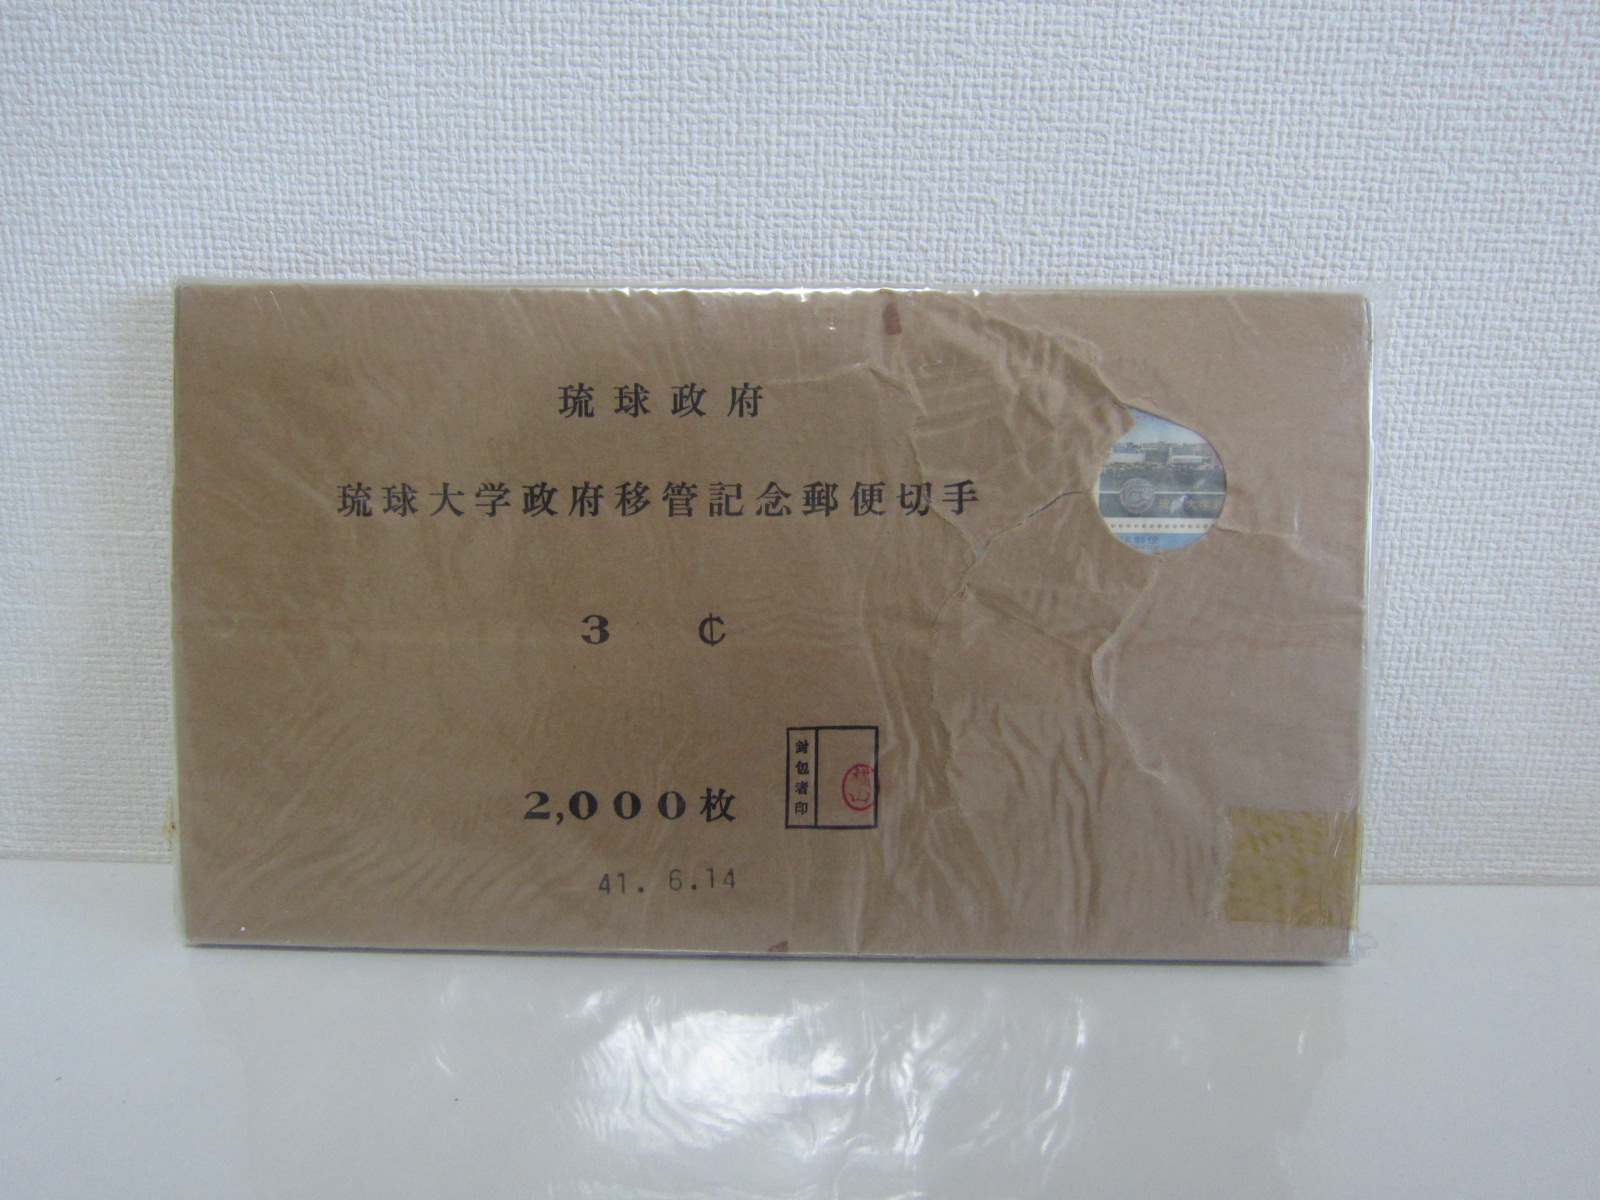 琉球政府
琉球大学政府移管記念郵便切手
3 ₵
2,000枚
封包者印
41. 6.14